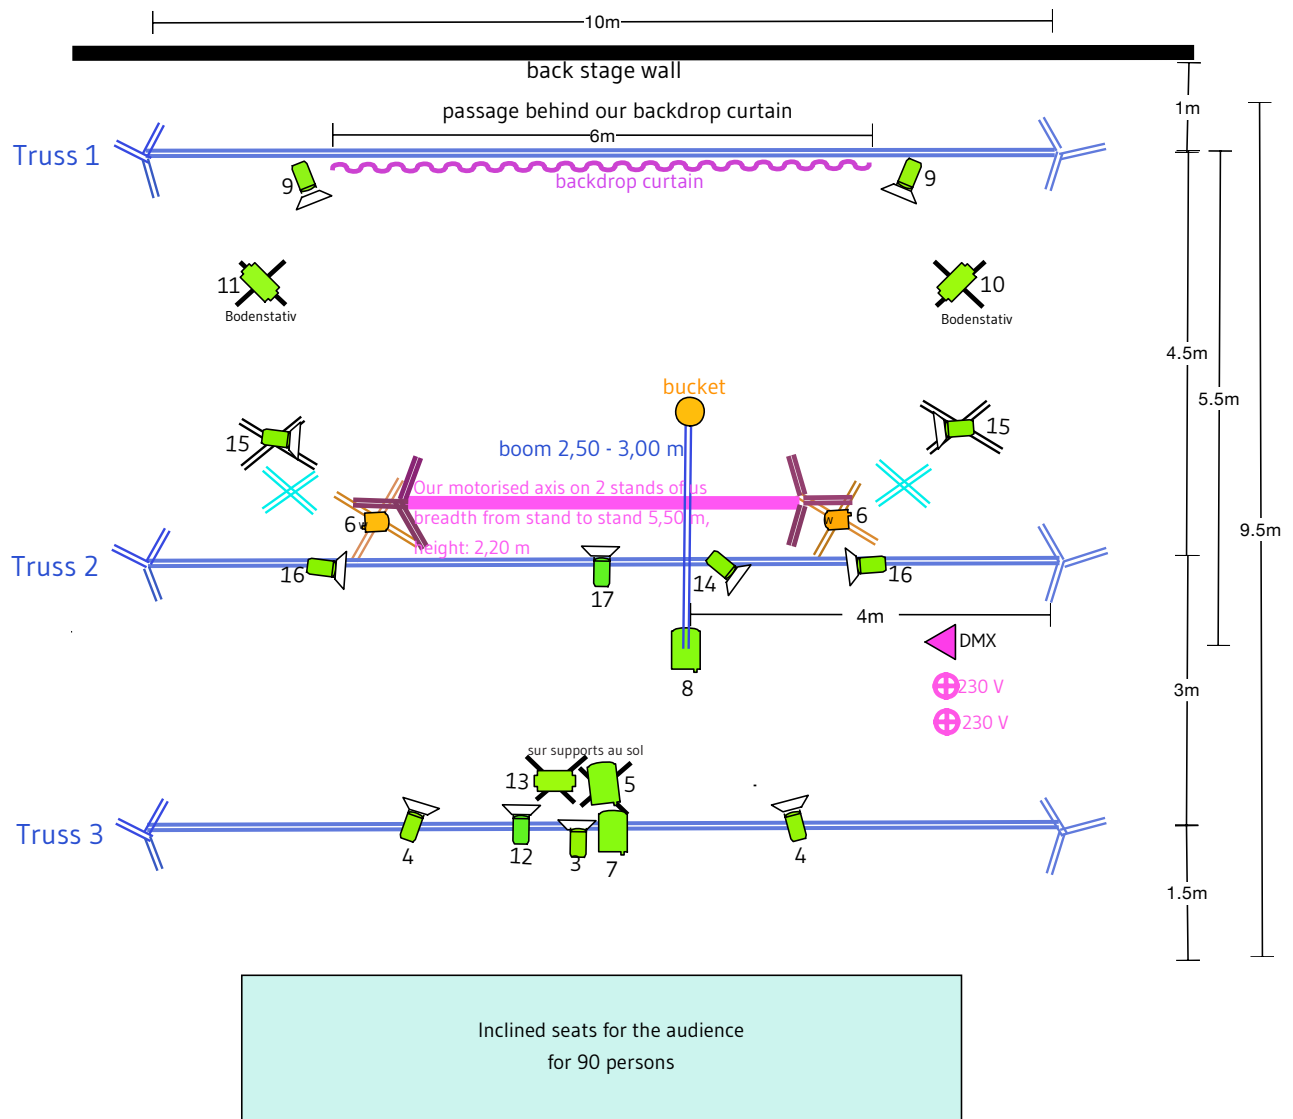 10m
back stage wall
passage behind our backdrop curtain
1m
6m
Truss 1
backdrop curtain
9
9
11
10
Bodenstativ
Bodenstativ
4.5m
bucket
5.5m
15
15
boom 2,50 - 3,00 m
Our motorised axis on 2 stands of us
breadth from stand to stand 5,50 m,
height: 2,20 m
6
w
w
6
9.5m
Truss 2
16
17
14
16
4m
DMX
8
230 V
230 V
3m
sur supports au sol
13
5
Truss 3
4
12
3
7
4
1.5m
Inclined seats for the audience
for 90 persons